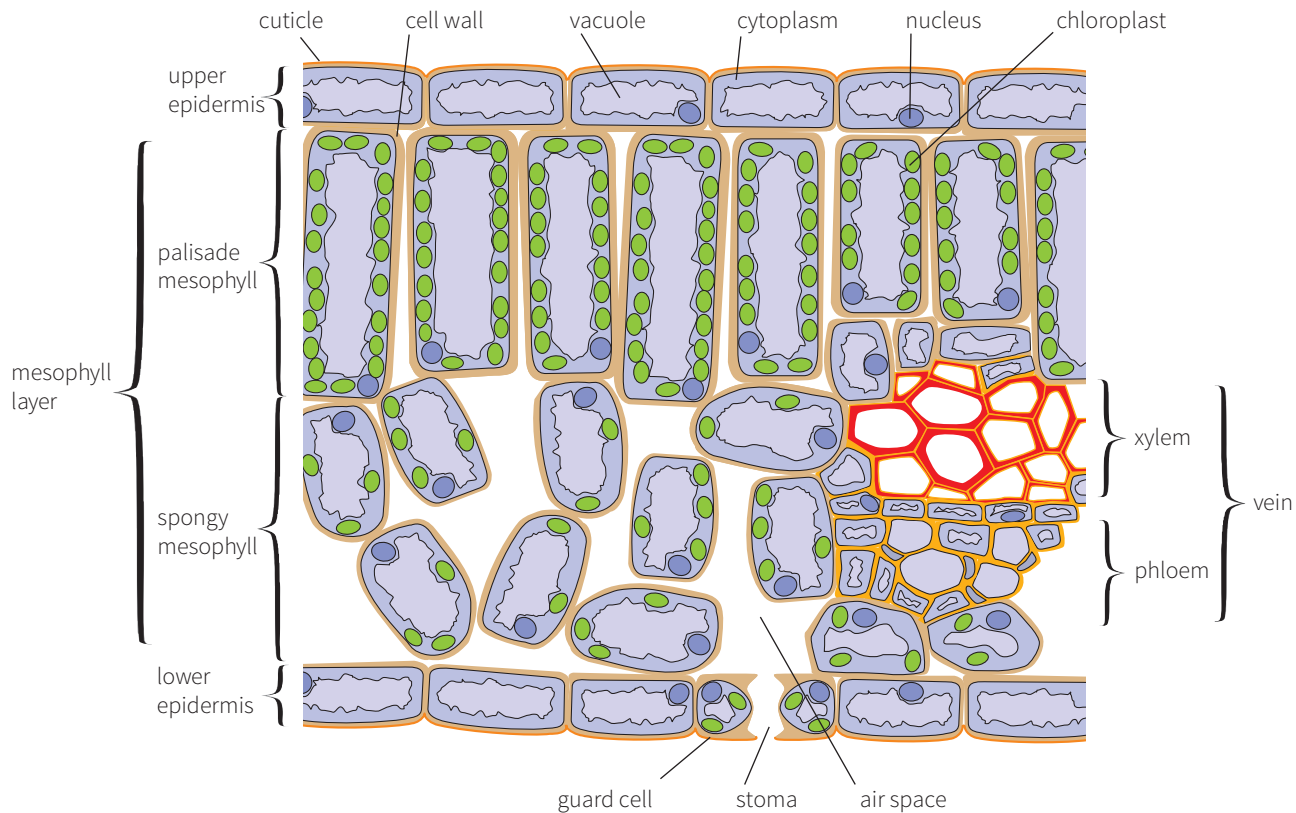 cuticle
cell wall
vacuole
cytoplasm
nucleus
chloroplast
upper
epidermis
palisade
mesophyll
mesophyll
layer
xylem
vein
spongy
mesophyll
phloem
lower
epidermis
guard cell
stoma
air space